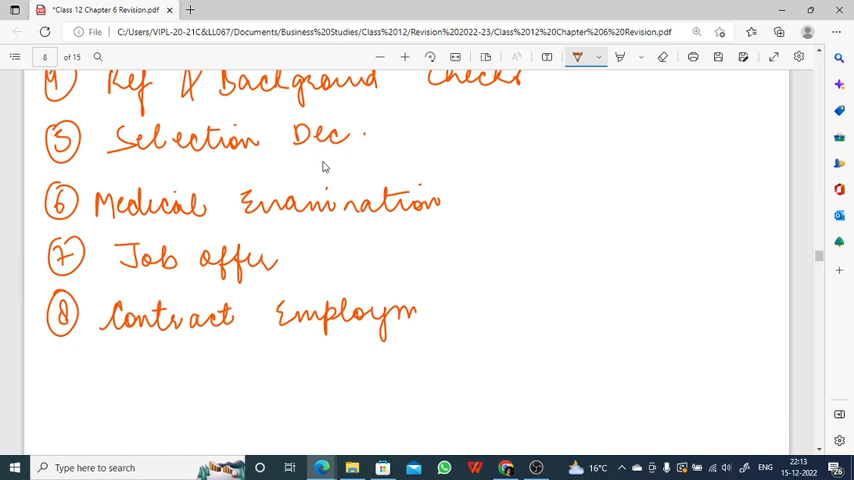 *Class 12 Chapter 6 Revision.pdf
File
C:/Users/VIPL-20-21C&LL067/Documents/Business%20Studies/Class%2012/Revision%202022-23/Class%2012%20Chapter%206%20Revision.pdf
8 of 15
4 Ref & Background Checks
5 Selection Dec.
6 Medical Examination
7 Job offer
8 Contract Employm
Type here to search
16°C
ENG
22:13
15-12-2022
26